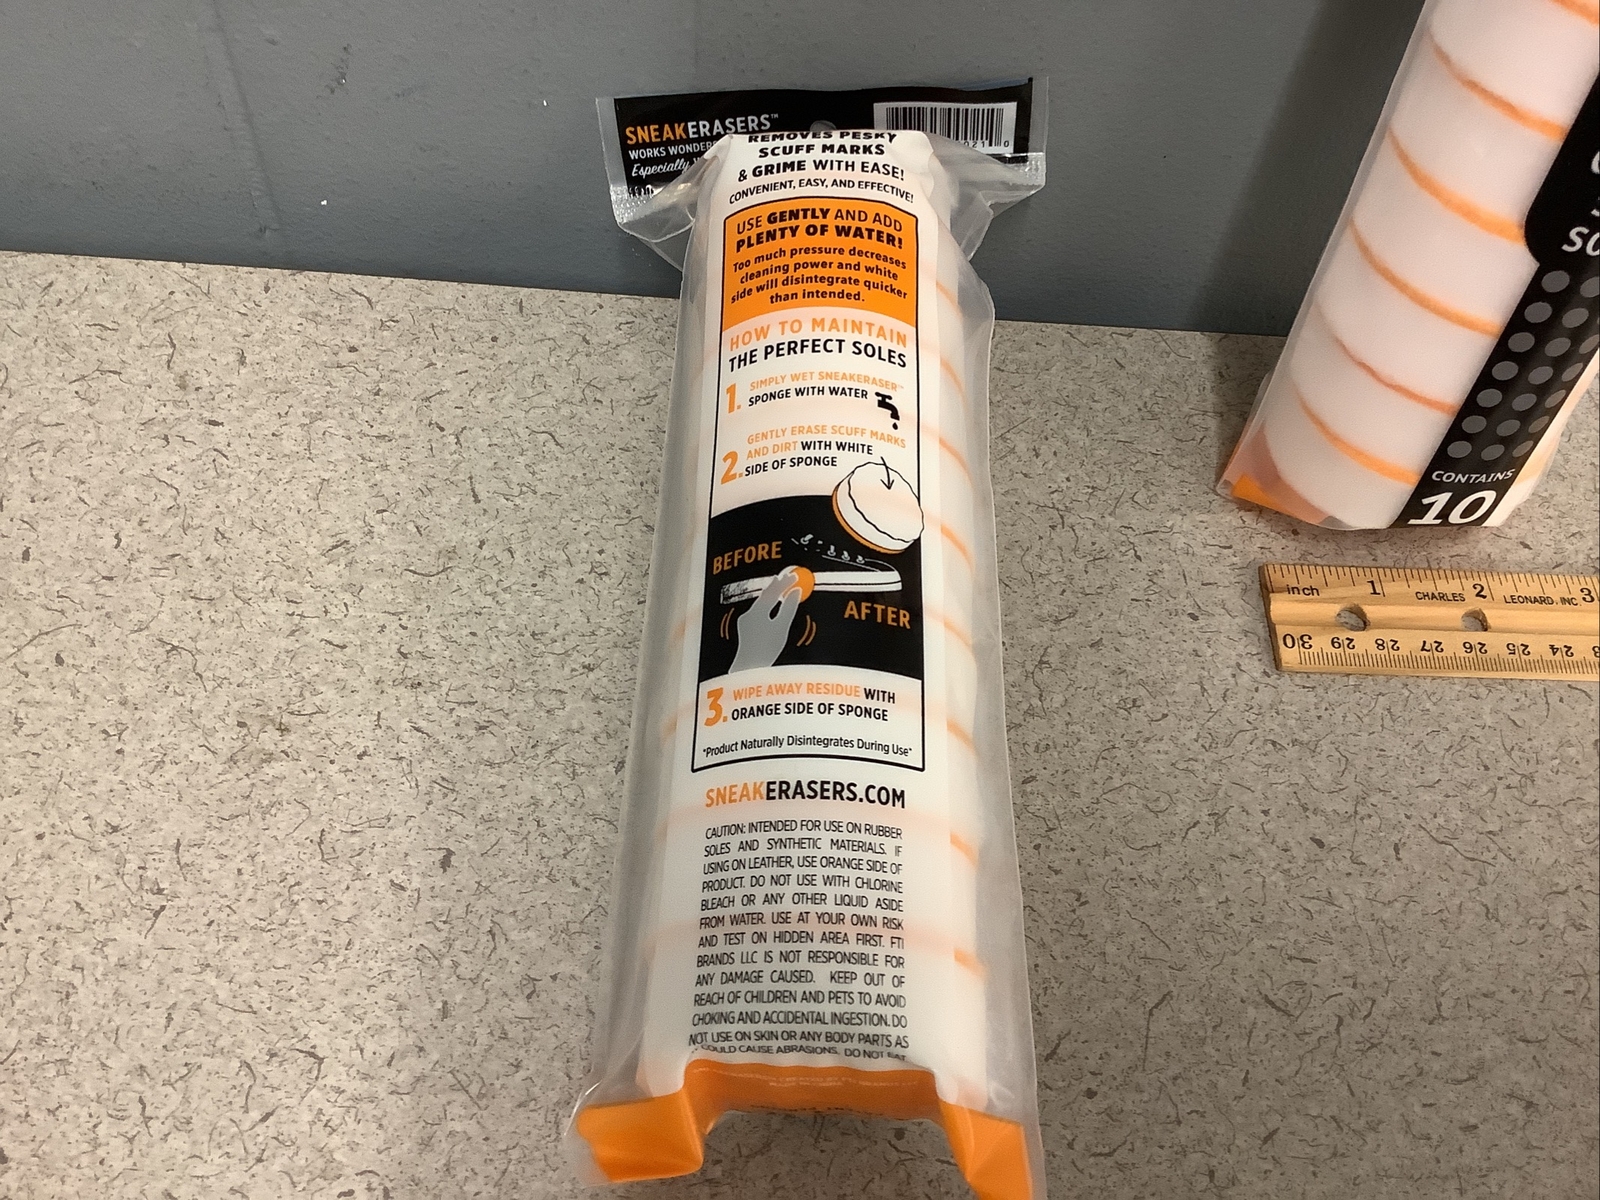 SNEAKERASERS™
WORKS
Especially
0210
REMOVES PESKY
SCUFF MARKS
& GRIME WITH EASE!
CONVENIENT, EASY, AND EFFECTIVE!
USE GENTLY AND ADD
PLENTY OF WATER!
Too much pressure decreases
cleaning power and white
side will disintegrate quicker
than intended.
HOW TO MAINTAIN
THE PERFECT SOLES
1. SIMPLY WET SNEAKERASER™
SPONGE WITH WATER
2. GENTLY ERASE SCUFF MARKS
AND DIRT WITH WHITE
SIDE OF SPONGE
BEFORE
AFTER
3. WIPE AWAY RESIDUE WITH
ORANGE SIDE OF SPONGE
*Product Naturally Disintegrates During Use*
SNEAKERASERS.COM
CAUTION: INTENDED FOR USE ON RUBBER
SOLES AND SYNTHETIC MATERIALS. IF
USING ON LEATHER, USE ORANGE SIDE OF
PRODUCT. DO NOT USE WITH CHLORINE
BLEACH OR ANY OTHER LIQUID ASIDE
FROM WATER. USE AT YOUR OWN RISK
AND TEST ON HIDDEN AREA FIRST. FTI
BRANDS LLC IS NOT RESPONSIBLE FOR
ANY DAMAGE CAUSED. KEEP OUT OF
REACH OF CHILDREN AND PETS TO AVOID
CHOKING AND ACCIDENTAL INGESTION. DO
NOT USE ON SKIN OR ANY BODY PARTS AS
COULD CAUSE ABRASIONS. DO NOT EAT
CONTAINS
10
inch 1 2 3
CHARLES LEONARD, INC
30 29 28 27 26 25 24